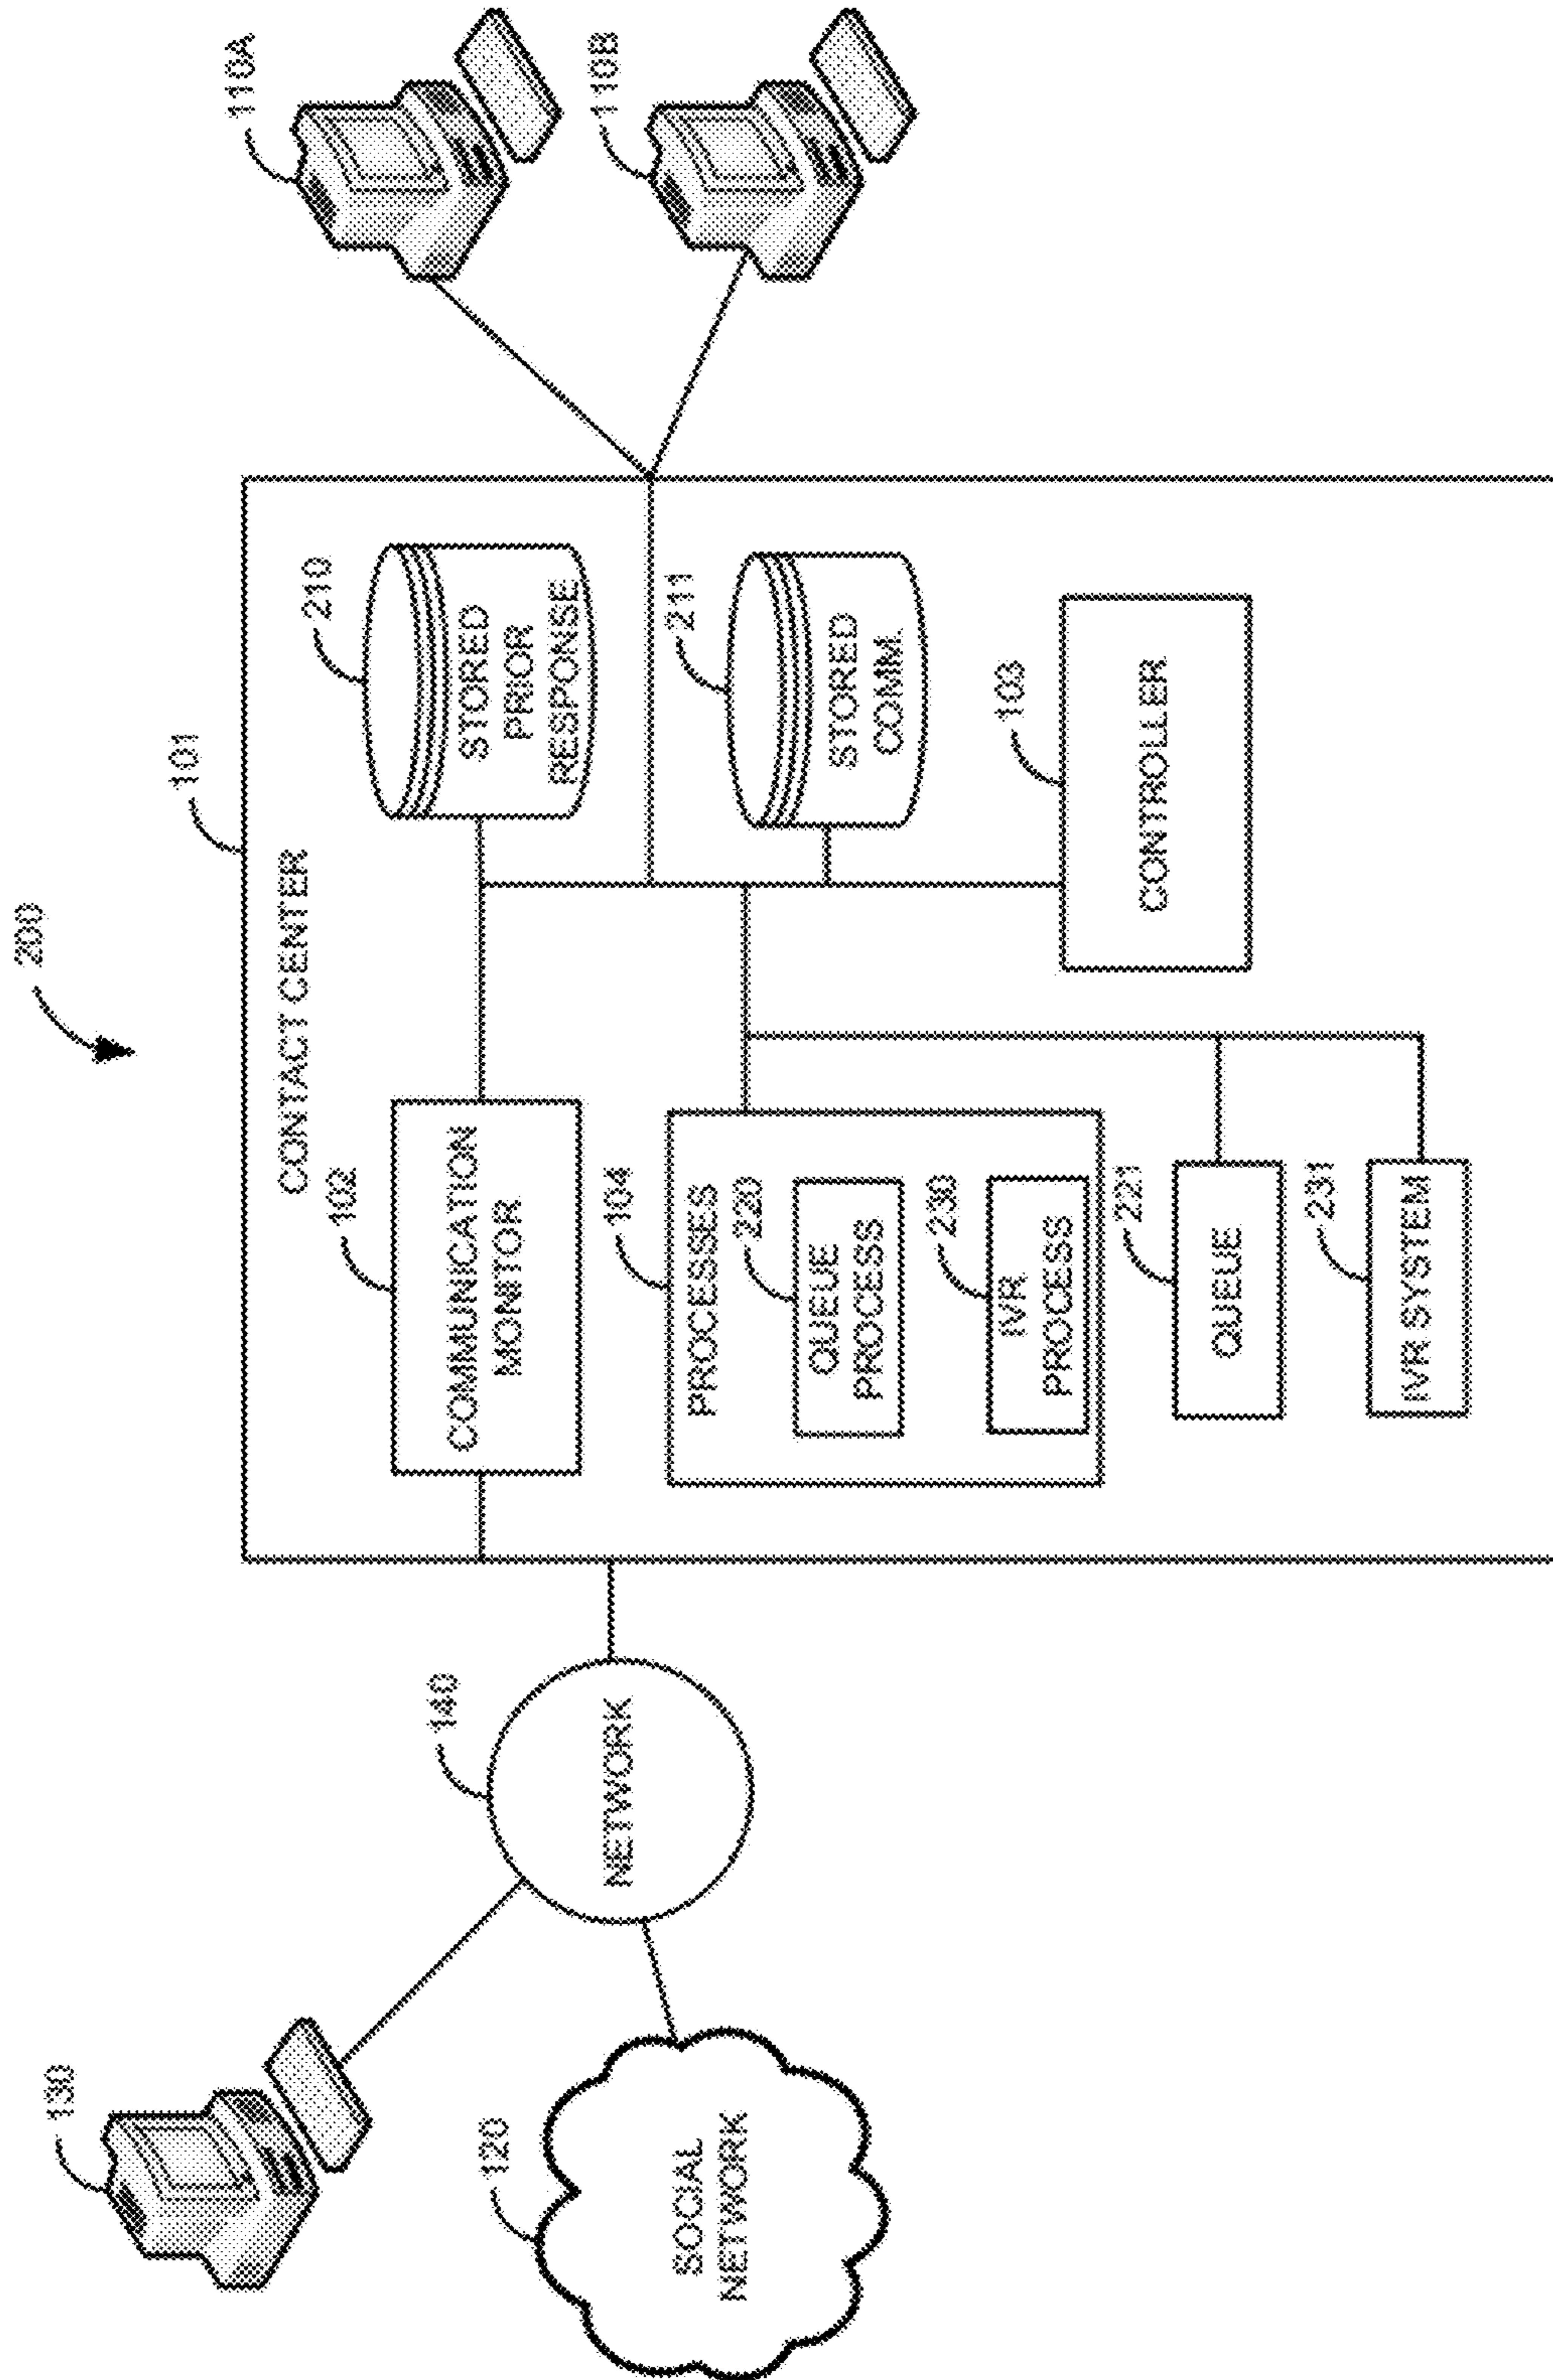 200
101
CONTACT CENTER
130
120
SOCIAL
NETWORK
140
NETWORK
102
COMMUNICATION
MONITOR
104
PROCESSES
220
QUEUE
PROCESS
230
IVR
PROCESS
221
QUEUE
231
IVR SYSTEM
210
STORED
PRIOR
RESPONSE
211
STORED
COMM.
103
CONTROLLER
110A
110B